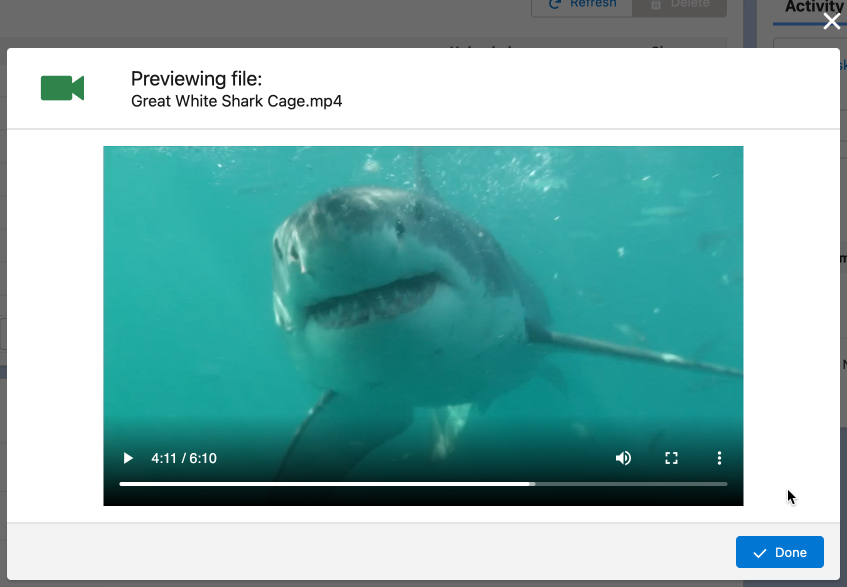 Refresh
Delete
Activity
Previewing file:
Great White Shark Cage.mp4
4:11 / 6:10
Done